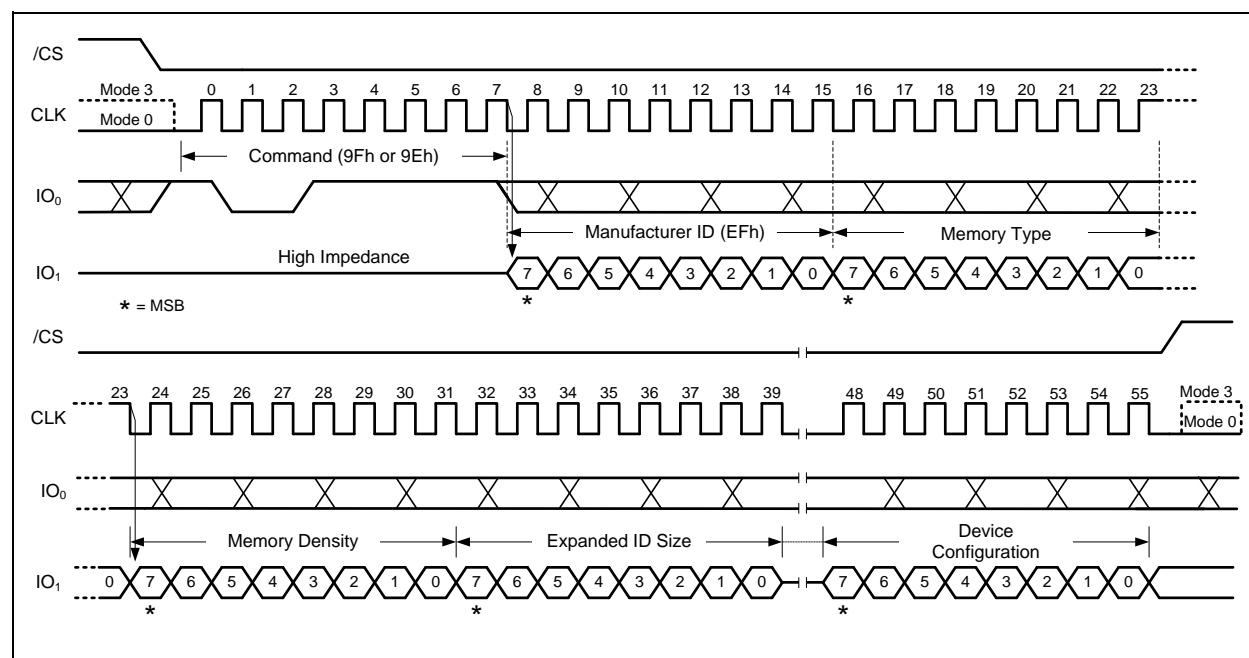 /CS
Mode 3 0 1 2 3 4 5 6 7 8 9 10 11 12 13 14 15 16 17 18 19 20 21 22 23
CLK
Mode 0
Command (9Fh or 9Eh)
IO₀
Manufacturer ID (EFh) Memory Type
High Impedance
IO₁ 7 6 5 4 3 2 1 0 7 6 5 4 3 2 1 0
* *
* = MSB
/CS
23 24 25 26 27 28 29 30 31 32 33 34 35 36 37 38 39 48 49 50 51 52 53 54 55 Mode 3
CLK Mode 0
IO₀
Memory Density Expanded ID Size Device
Configuration
IO₁ 0 7 6 5 4 3 2 1 0 7 6 5 4 3 2 1 0 7 6 5 4 3 2 1 0
* * *